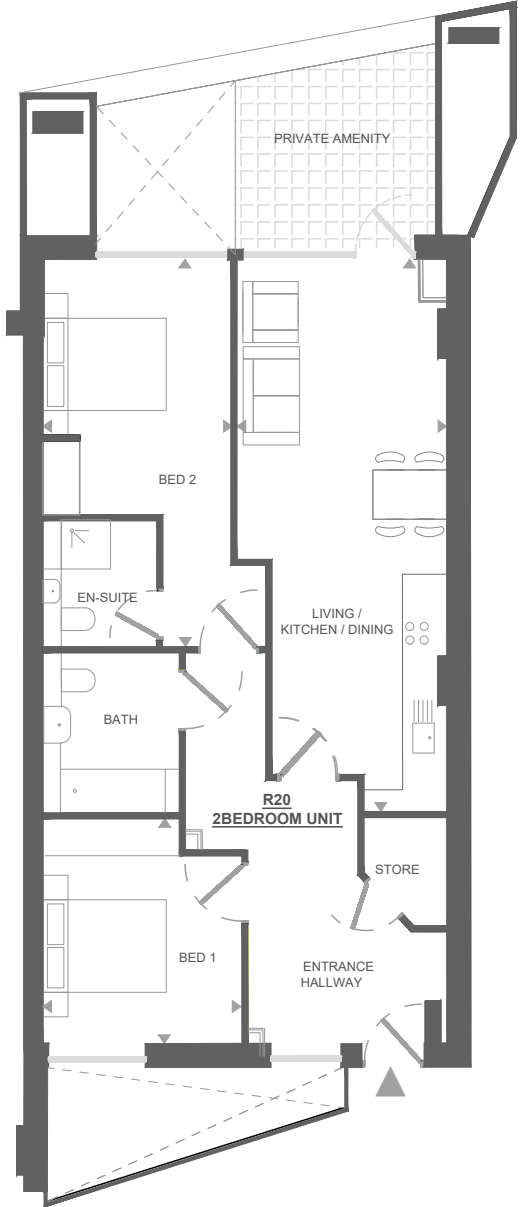 PRIVATE AMENITY
BED 2
EN-SUITE
LIVING /
KITCHEN / DINING
BATH
R20
2BEDROOM UNIT
STORE
BED 1
ENTRANCE
HALLWAY